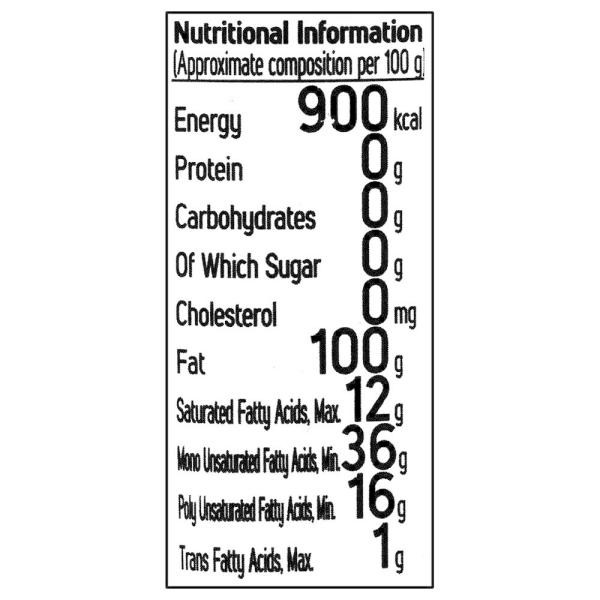 Nutritional Information
(Approximate composition per 100 g)
Energy 900 kcal
Protein 0 g
Carbohydrates 0 g
Of Which Sugar 0 g
Cholesterol 0 mg
Fat 100 g
Saturated Fatty Acids, Max. 12 g
Mono Unsaturated Fatty Acids, Min. 36 g
Poly Unsaturated Fatty Acids, Min. 16 g
Trans Fatty Acids, Max. 1 g